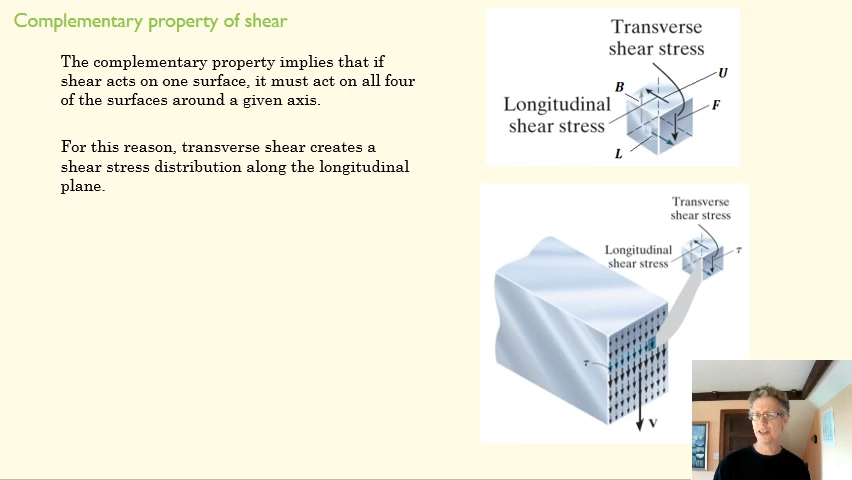 Complementary property of shear
The complementary property implies that if
shear acts on one surface, it must act on all four
of the surfaces around a given axis.
For this reason, transverse shear creates a
shear stress distribution along the longitudinal
plane.
Transverse
shear stress
U
B
F
Longitudinal
shear stress
L
Transverse
shear stress
Longitudinal
shear stress
τ
τ
V